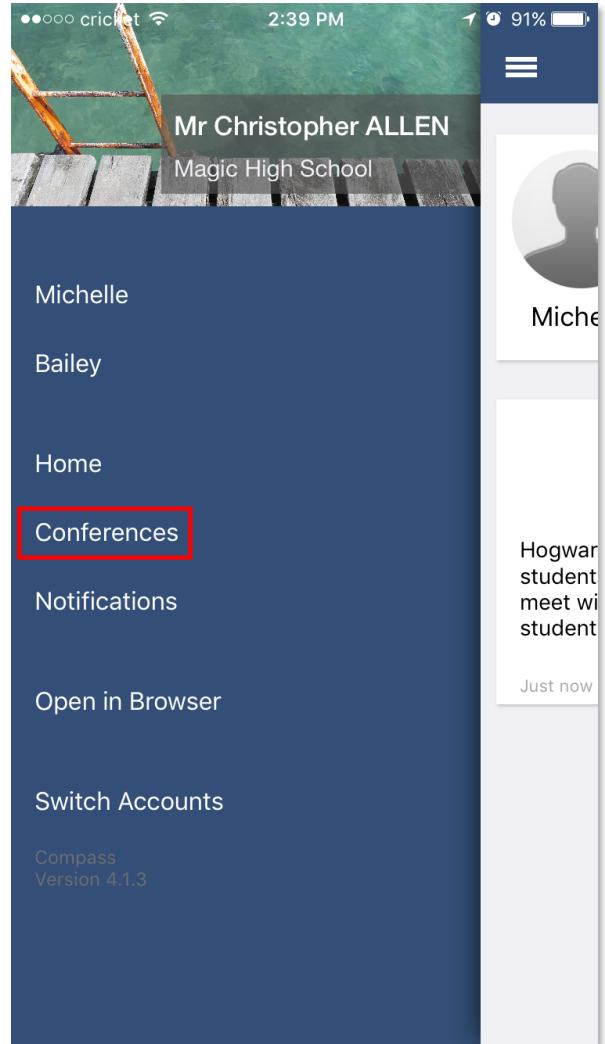 cricket 2:39 PM 91%
Mr Christopher ALLEN
Magic High School
Michelle
Bailey
Home
Conferences
Notifications
Open in Browser
Switch Accounts
Compass
Version 4.1.3
Miche
Hogwar
student
meet wi
student
Just now